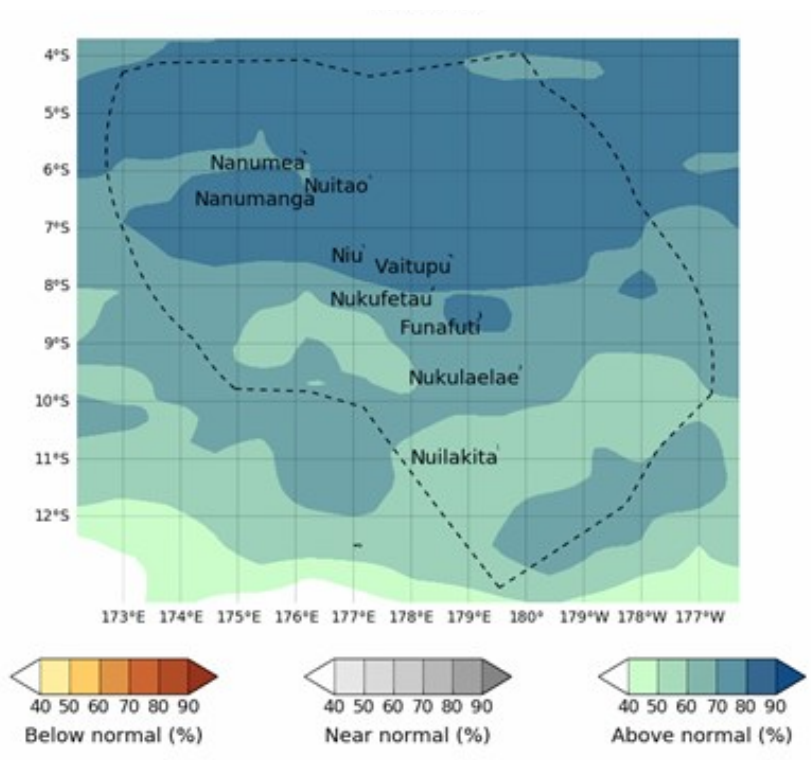 4°S
5°S
6°S
7°S
8°S
9°S
10°S
11°S
12°S
Nanumea
Nuitao
Nanumanga
Niu
Vaitupu
Nukufetau
Funafuti
Nukulaelae
Nuilakita
173°E 174°E 175°E 176°E 177°E 178°E 179°E 180° 179°W 178°W 177°W
40 50 60 70 80 90
Below normal (%)
40 50 60 70 80 90
Near normal (%)
40 50 60 70 80 90
Above normal (%)